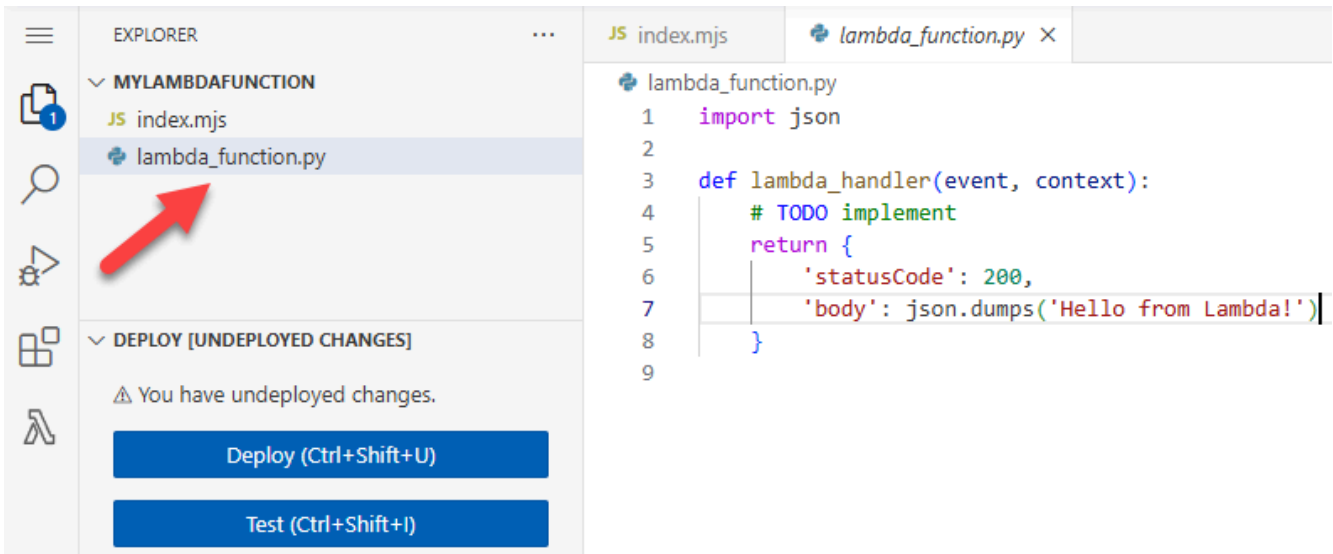 EXPLORER ...
MYLAMBDAFUNCTION
JS index.mjs
lambda_function.py
1
DEPLOY [UNDEPLOYED CHANGES]
⚠ You have undeployed changes.
Deploy (Ctrl+Shift+U)
Test (Ctrl+Shift+I)
JS index.mjs lambda_function.py ×
lambda_function.py
1 import json
2
3 def lambda_handler(event, context):
4     # TODO implement
5     return {
6         'statusCode': 200,
7         'body': json.dumps('Hello from Lambda!')
8     }
9